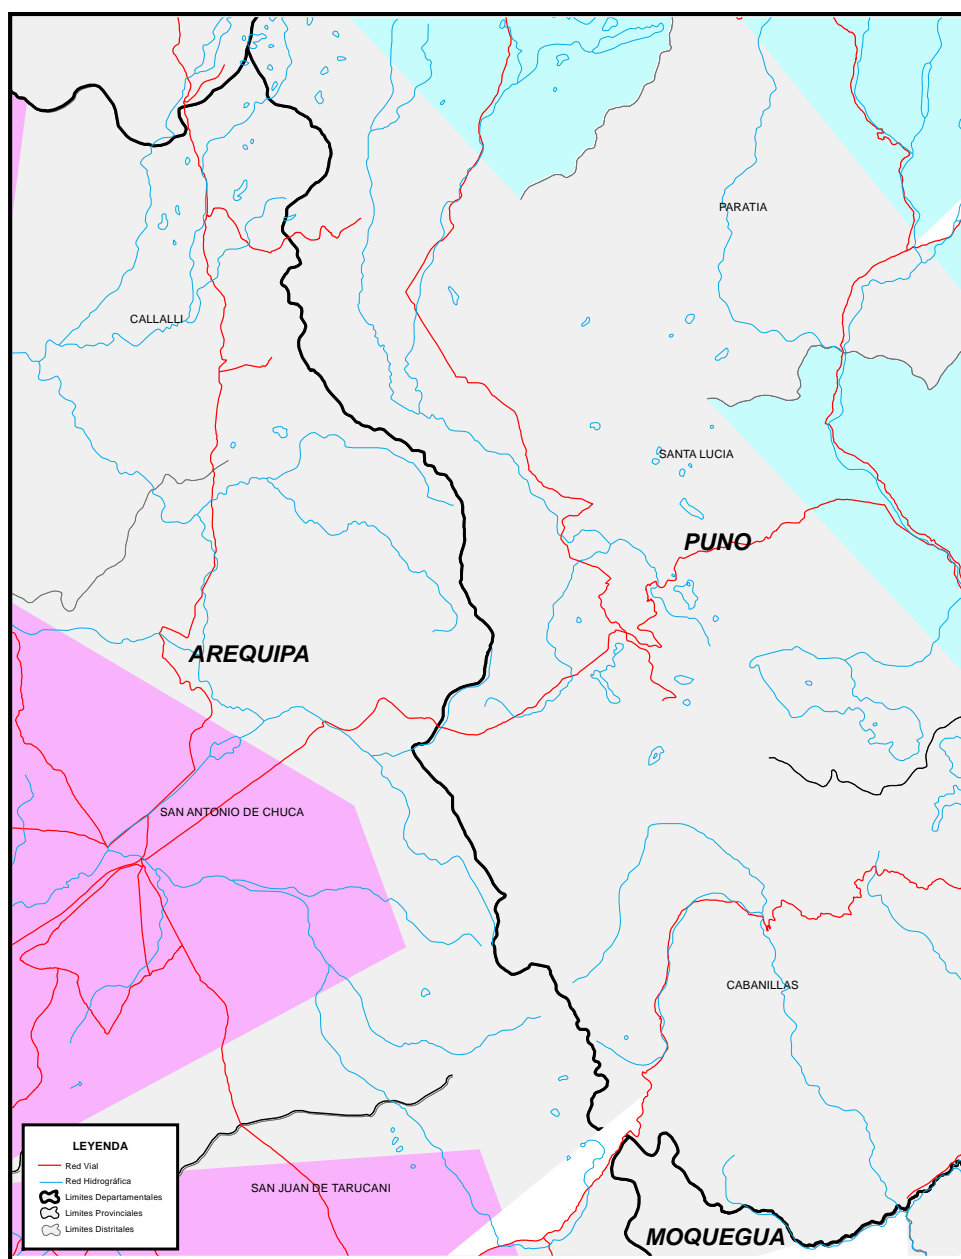 PARATIA
CALLALLI
SANTA LUCIA
PUNO
AREQUIPA
SAN ANTONIO DE CHUCA
CABANILLAS
LEYENDA
Red Vial
Red Hidrográfica
Limites Departamentales
Limites Provinciales
Limites Distritales
SAN JUAN DE TARUCANI
MOQUEGUA